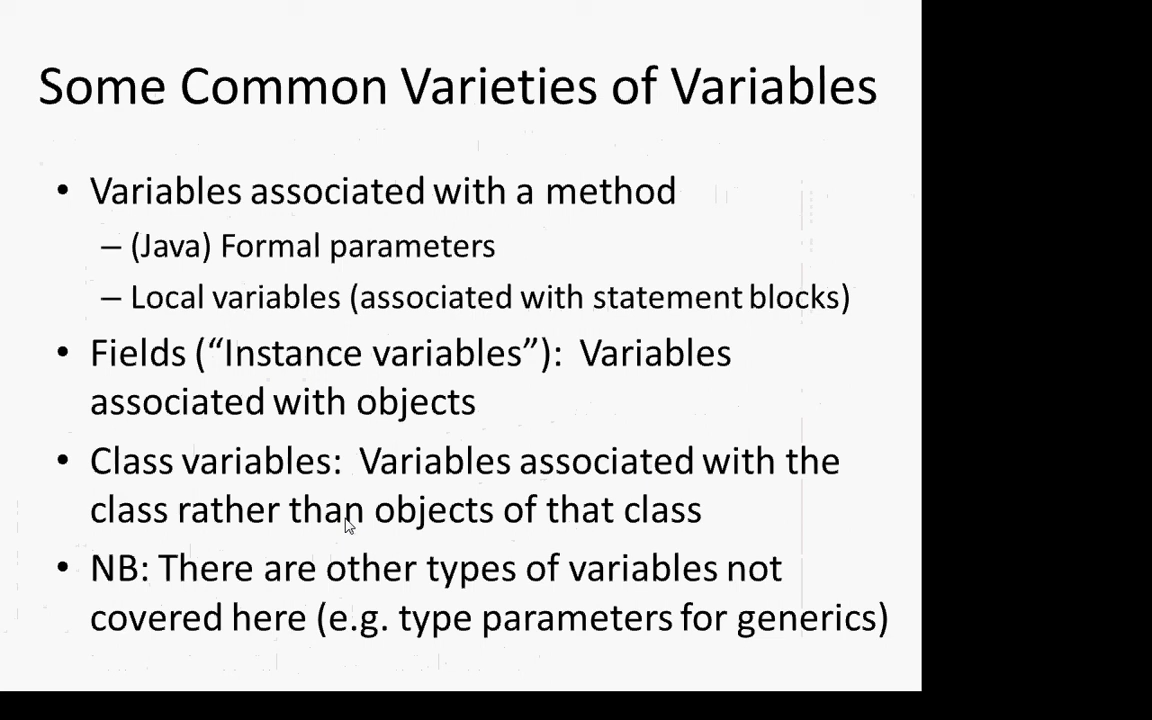 Some Common Varieties of Variables
• Variables associated with a method
– (Java) Formal parameters
– Local variables (associated with statement blocks)
• Fields (“Instance variables”): Variables
associated with objects
• Class variables: Variables associated with the
class rather than objects of that class
• NB: There are other types of variables not
covered here (e.g. type parameters for generics)